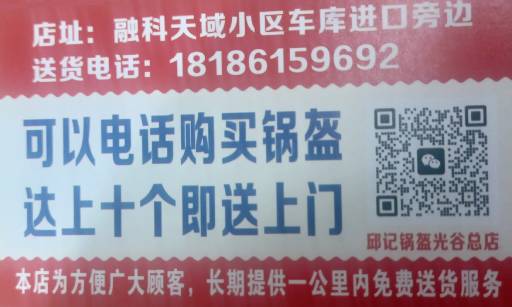 店址：融科天域小区车库进口旁边
送货电话：18186159692
可以电话购买锅盔
达上十个即送上门
邱记锅盔光谷总店
本店为方便广大顾客，长期提供一公里内免费送货服务